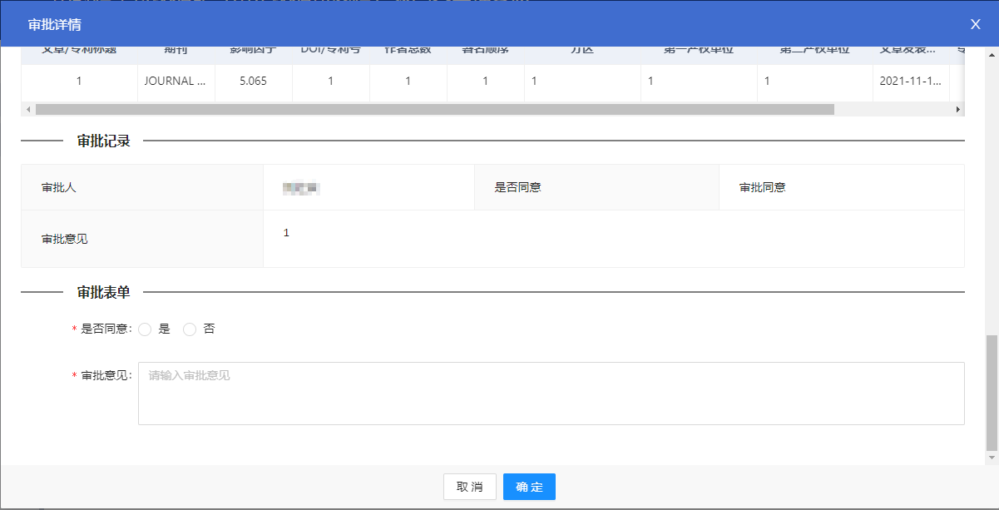 审批详情
X
文章/专利标题 期刊 影响因子 DOI/专利号 作者总数 署名顺序 分区 第一产权单位 第二产权单位 文章发表...
1 JOURNAL ... 5.065 1 1 1 1 1 1 2021-11-1...
审批记录
审批人 是否同意 审批同意
审批意见 1
审批表单
* 是否同意: 是 否
* 审批意见: 请输入审批意见
取 消 确 定